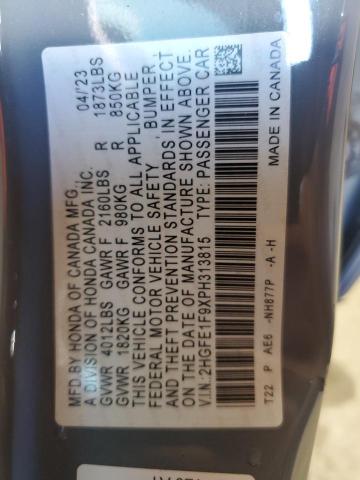 MFD. BY HONDA OF CANADA MFG., 04/'23
A DIVISION OF HONDA CANADA INC.
GVWR 4012LBS GAWR F 2160LBS R 1873LBS
GVWR 1820KG GAWR F 980KG R 850KG
THIS VEHICLE CONFORMS TO ALL APPLICABLE
FEDERAL MOTOR VEHICLE SAFETY, BUMPER,
AND THEFT PREVENTION STANDARDS IN EFFECT
ON THE DATE OF MANUFACTURE SHOWN ABOVE.
V.I.N.: 2HGFE1F9XPH313815 TYPE: PASSENGER CAR
T22 P AE6 -NH877P -A -H MADE IN CANADA